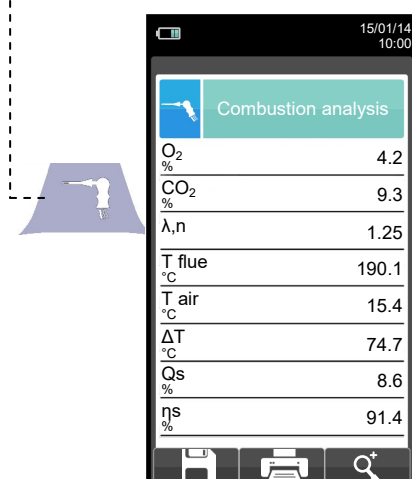 15/01/14
10:00
Combustion analysis
O₂ % 4.2
CO₂ % 9.3
λ,n 1.25
T flue °C 190.1
T air °C 15.4
ΔT °C 74.7
Qs % 8.6
ηs % 91.4